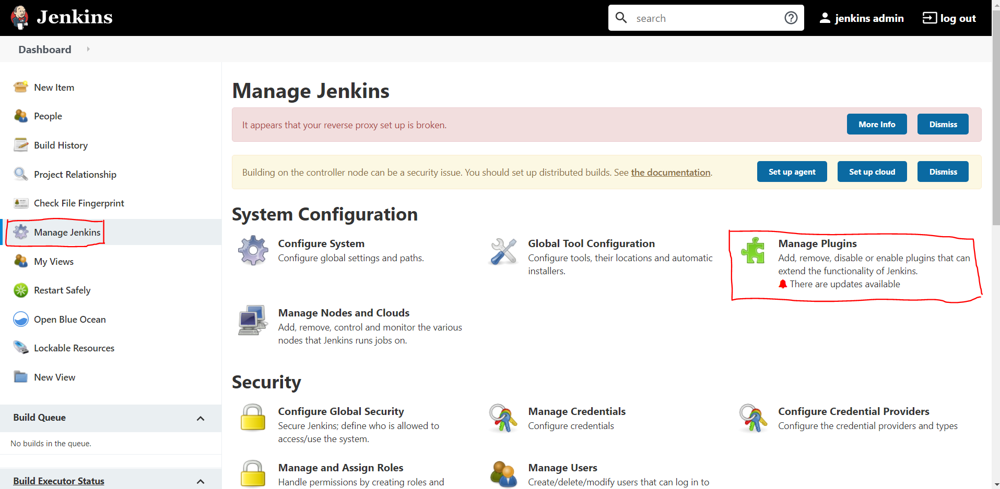 Jenkins
search
jenkins admin
log out
Dashboard
New Item
People
Build History
Project Relationship
Check File Fingerprint
Manage Jenkins
My Views
Restart Safely
Open Blue Ocean
Lockable Resources
New View
Build Queue
No builds in the queue.
Build Executor Status
Manage Jenkins
It appears that your reverse proxy set up is broken.
More Info
Dismiss
Building on the controller node can be a security issue. You should set up distributed builds. See the documentation.
Set up agent
Set up cloud
Dismiss
System Configuration
Configure System
Configure global settings and paths.
Global Tool Configuration
Configure tools, their locations and automatic
installers.
Manage Plugins
Add, remove, disable or enable plugins that can
extend the functionality of Jenkins.
There are updates available
Manage Nodes and Clouds
Add, remove, control and monitor the various
nodes that Jenkins runs jobs on.
Security
Configure Global Security
Secure Jenkins; define who is allowed to
access/use the system.
Manage Credentials
Configure credentials
Configure Credential Providers
Configure the credential providers and types
Manage and Assign Roles
Handle permissions by creating roles and
Manage Users
Create/delete/modify users that can log in to